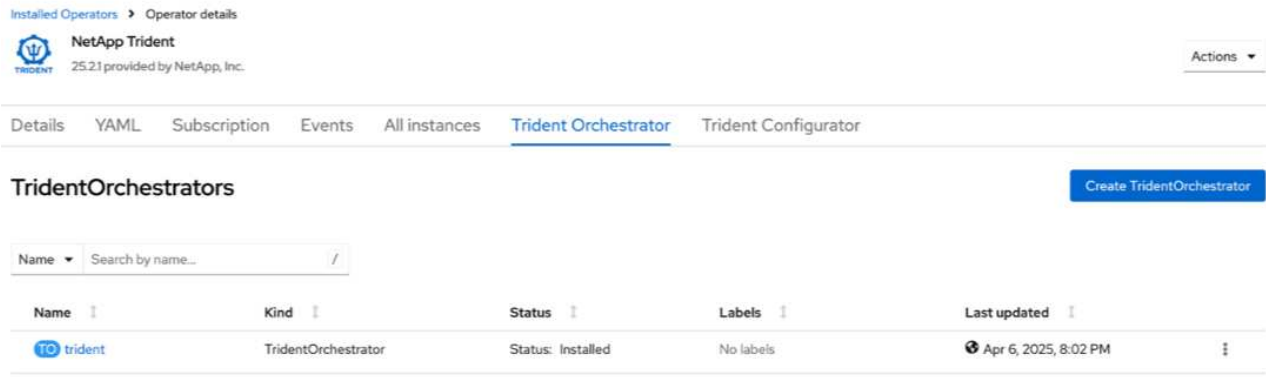 Installed Operators > Operator details
NetApp Trident
TRIDENT
25.2.1 provided by NetApp, Inc.
Actions
Details YAML Subscription Events All instances Trident Orchestrator Trident Configurator
TridentOrchestrators
Create TridentOrchestrator
Name Search by name... /
Name Kind Status Labels Last updated
TO trident TridentOrchestrator Status: Installed No labels Apr 6, 2025, 8:02 PM